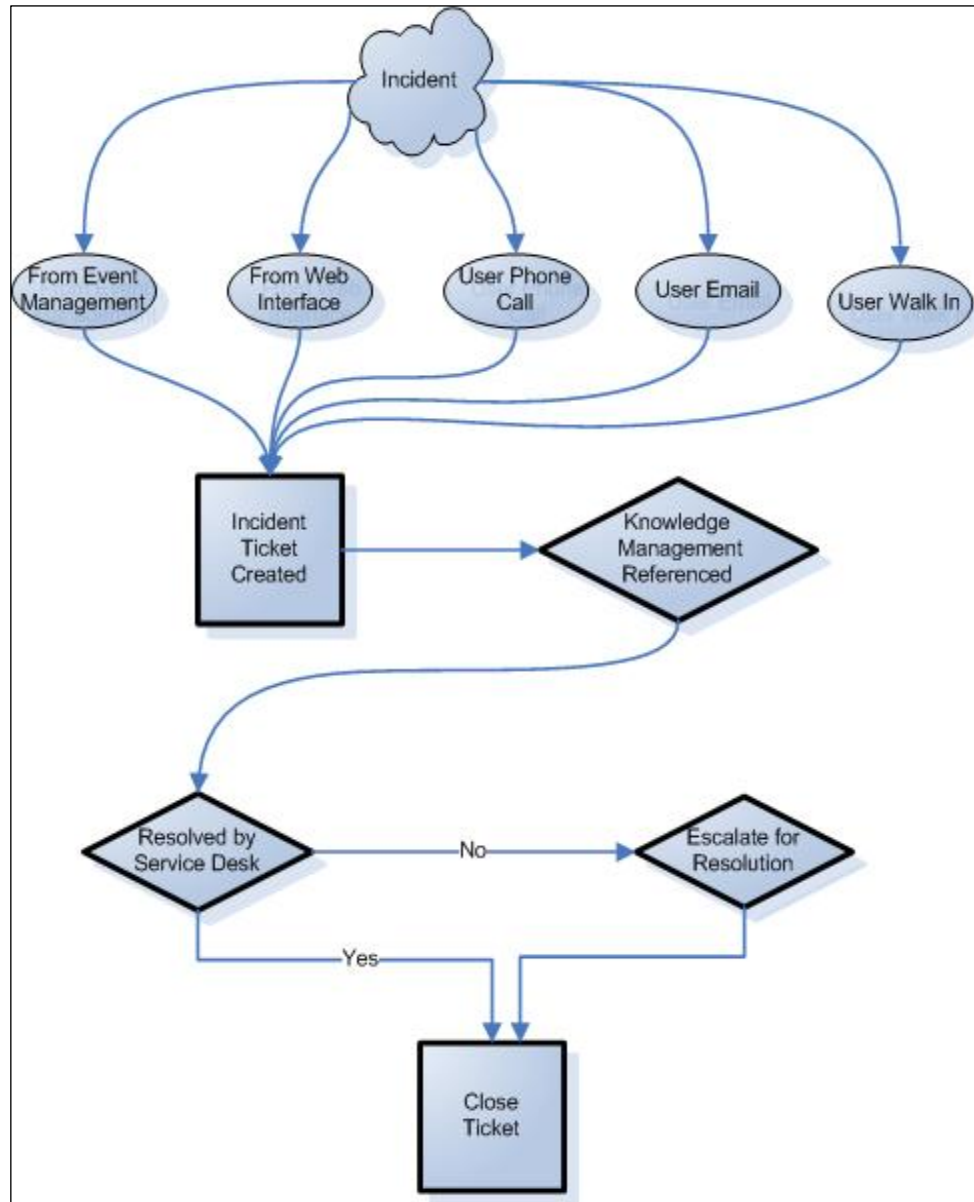 Incident
From Event
Management
From Web
Interface
User Phone
Call
User Email
User Walk In
Incident
Ticket
Created
Knowledge
Management
Referenced
Resolved by
Service Desk
No
Escalate for
Resolution
Yes
Close
Ticket